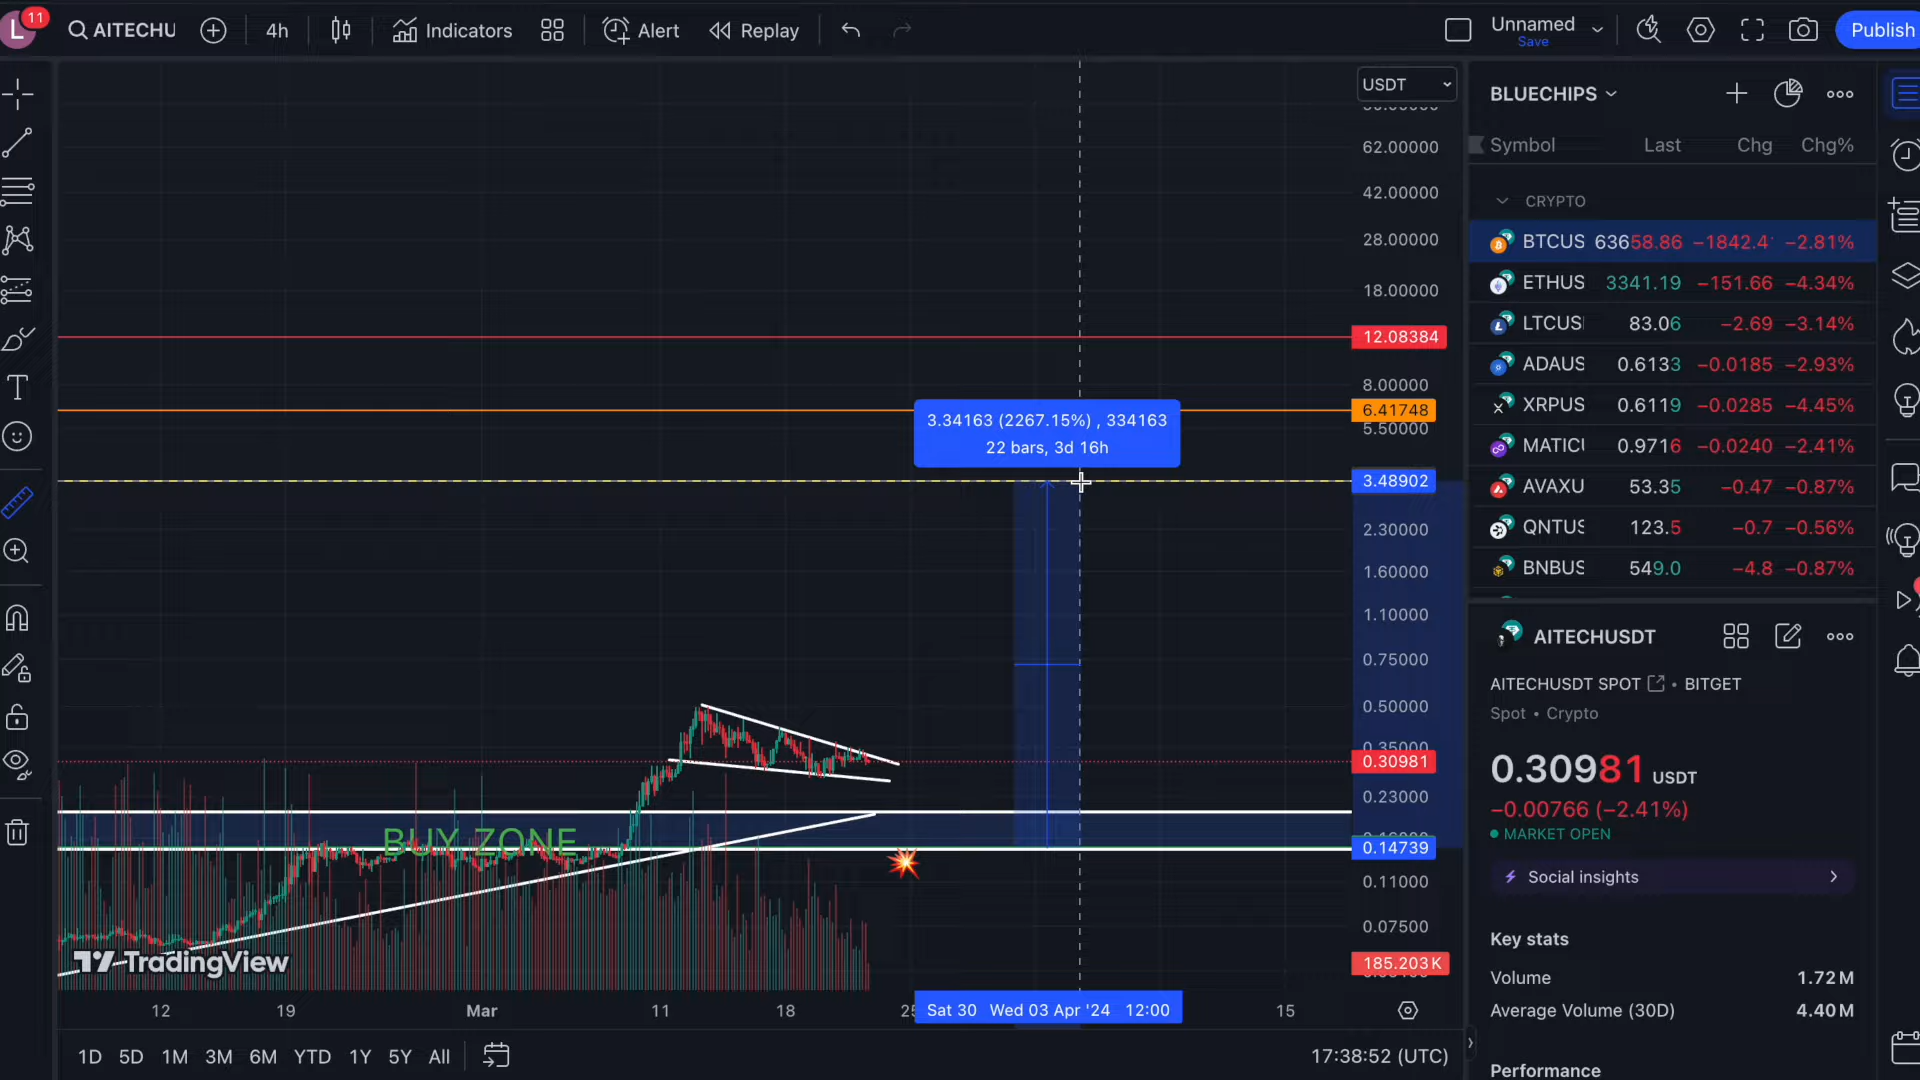 L 11 AITECHU 4h Indicators Alert Replay Unnamed Save Publish
USDT
62.00000
42.00000
28.00000
18.00000
12.08384
8.00000
6.41748
5.50000
3.34163 (2267.15%) , 334163
22 bars, 3d 16h
3.48902
2.30000
1.60000
1.10000
0.75000
0.50000
0.35000
0.30981
0.23000
BUY ZONE
0.14739
0.11000
0.07500
TradingView
185.203 K
12 19 Mar 11 18 Sat 30 Wed 03 Apr '24 12:00 15
1D 5D 1M 3M 6M YTD 1Y 5Y All 17:38:52 (UTC)
BLUECHIPS
Symbol Last Chg Chg%
CRYPTO
BTCUS 63658.86 −1842.4 −2.81%
ETHUS 3341.19 −151.66 −4.34%
LTCUS 83.06 −2.69 −3.14%
ADAUS 0.6133 −0.0185 −2.93%
XRPUS 0.6119 −0.0285 −4.45%
MATICU 0.9716 −0.0240 −2.41%
AVAXU 53.35 −0.47 −0.87%
QNTUS 123.5 −0.7 −0.56%
BNBUS 549.0 −4.8 −0.87%
AITECHUSDT
AITECHUSDT SPOT • BITGET
Spot • Crypto
0.30981 USDT
−0.00766 (−2.41%)
MARKET OPEN
Social insights
Key stats
Volume 1.72 M
Average Volume (30D) 4.40 M
Performance